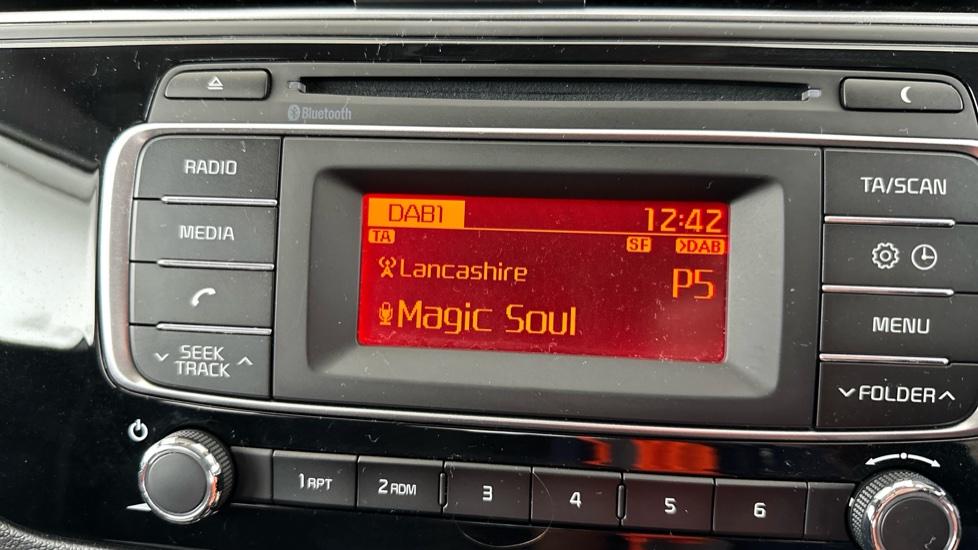 Bluetooth
RADIO
MEDIA
SEEK
TRACK
DAB1
12:42
TA
SF
>DAB
Lancashire
P5
Magic Soul
TA/SCAN
MENU
FOLDER
1 RPT
2 RDM
3
4
5
6